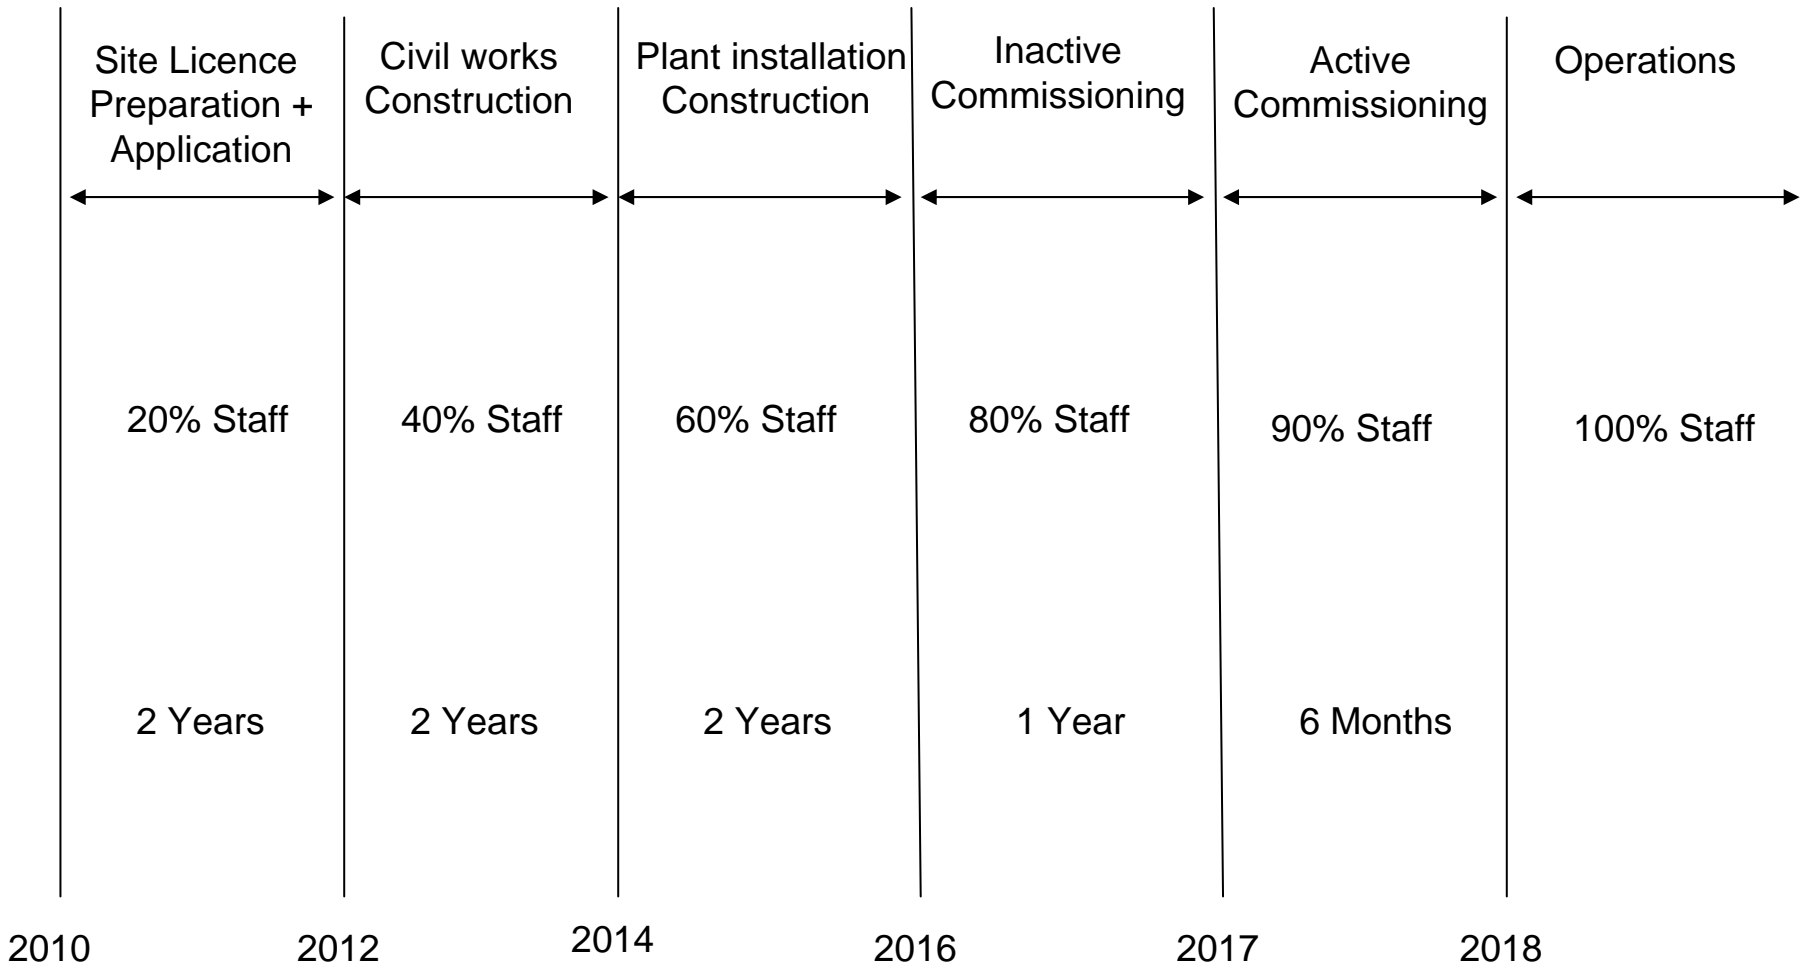 Site Licence
Preparation +
Application
Civil works
Construction
Plant installation
Construction
Inactive
Commissioning
Active
Commissioning
Operations
20% Staff
40% Staff
60% Staff
80% Staff
90% Staff
100% Staff
2 Years
2 Years
2 Years
1 Year
6 Months
2010
2012
2014
2016
2017
2018